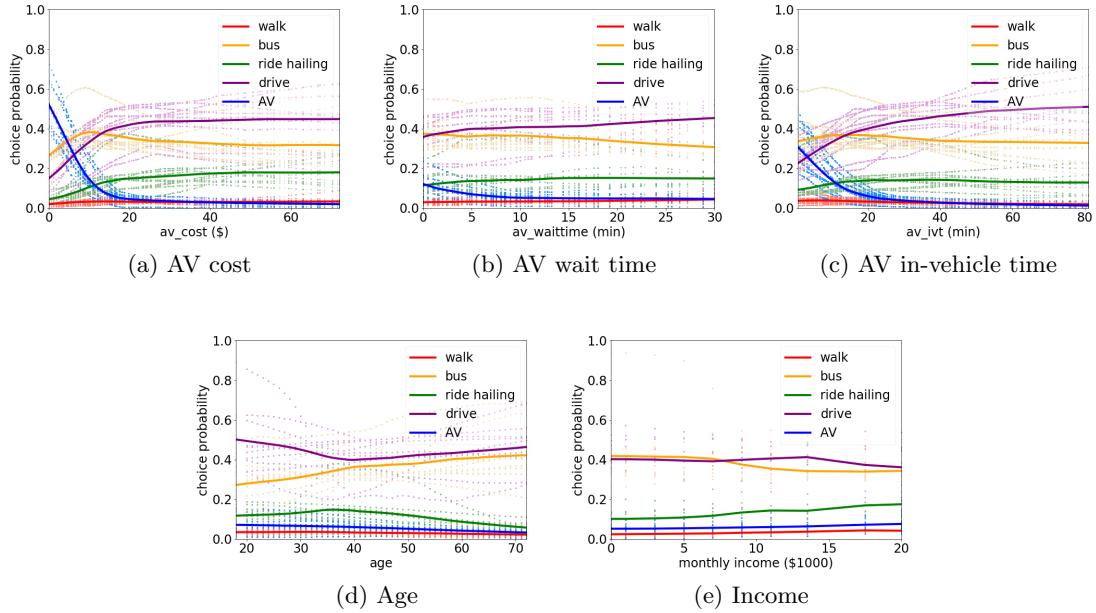 1.0
0.8
0.6
0.4
0.2
0.0
choice probability
0
20
40
60
av_cost ($)
walk
bus
ride hailing
drive
AV
(a) AV cost
1.0
0.8
0.6
0.4
0.2
0.0
choice probability
0
5
10
15
20
25
30
av_waittime (min)
walk
bus
ride hailing
drive
AV
(b) AV wait time
1.0
0.8
0.6
0.4
0.2
0.0
choice probability
20
40
60
80
av_ivt (min)
walk
bus
ride hailing
drive
AV
(c) AV in-vehicle time
1.0
0.8
0.6
0.4
0.2
0.0
choice probability
20
30
40
50
60
70
age
walk
bus
ride hailing
drive
AV
(d) Age
1.0
0.8
0.6
0.4
0.2
0.0
choice probability
0
5
10
15
20
monthly income ($1000)
walk
bus
ride hailing
drive
AV
(e) Income